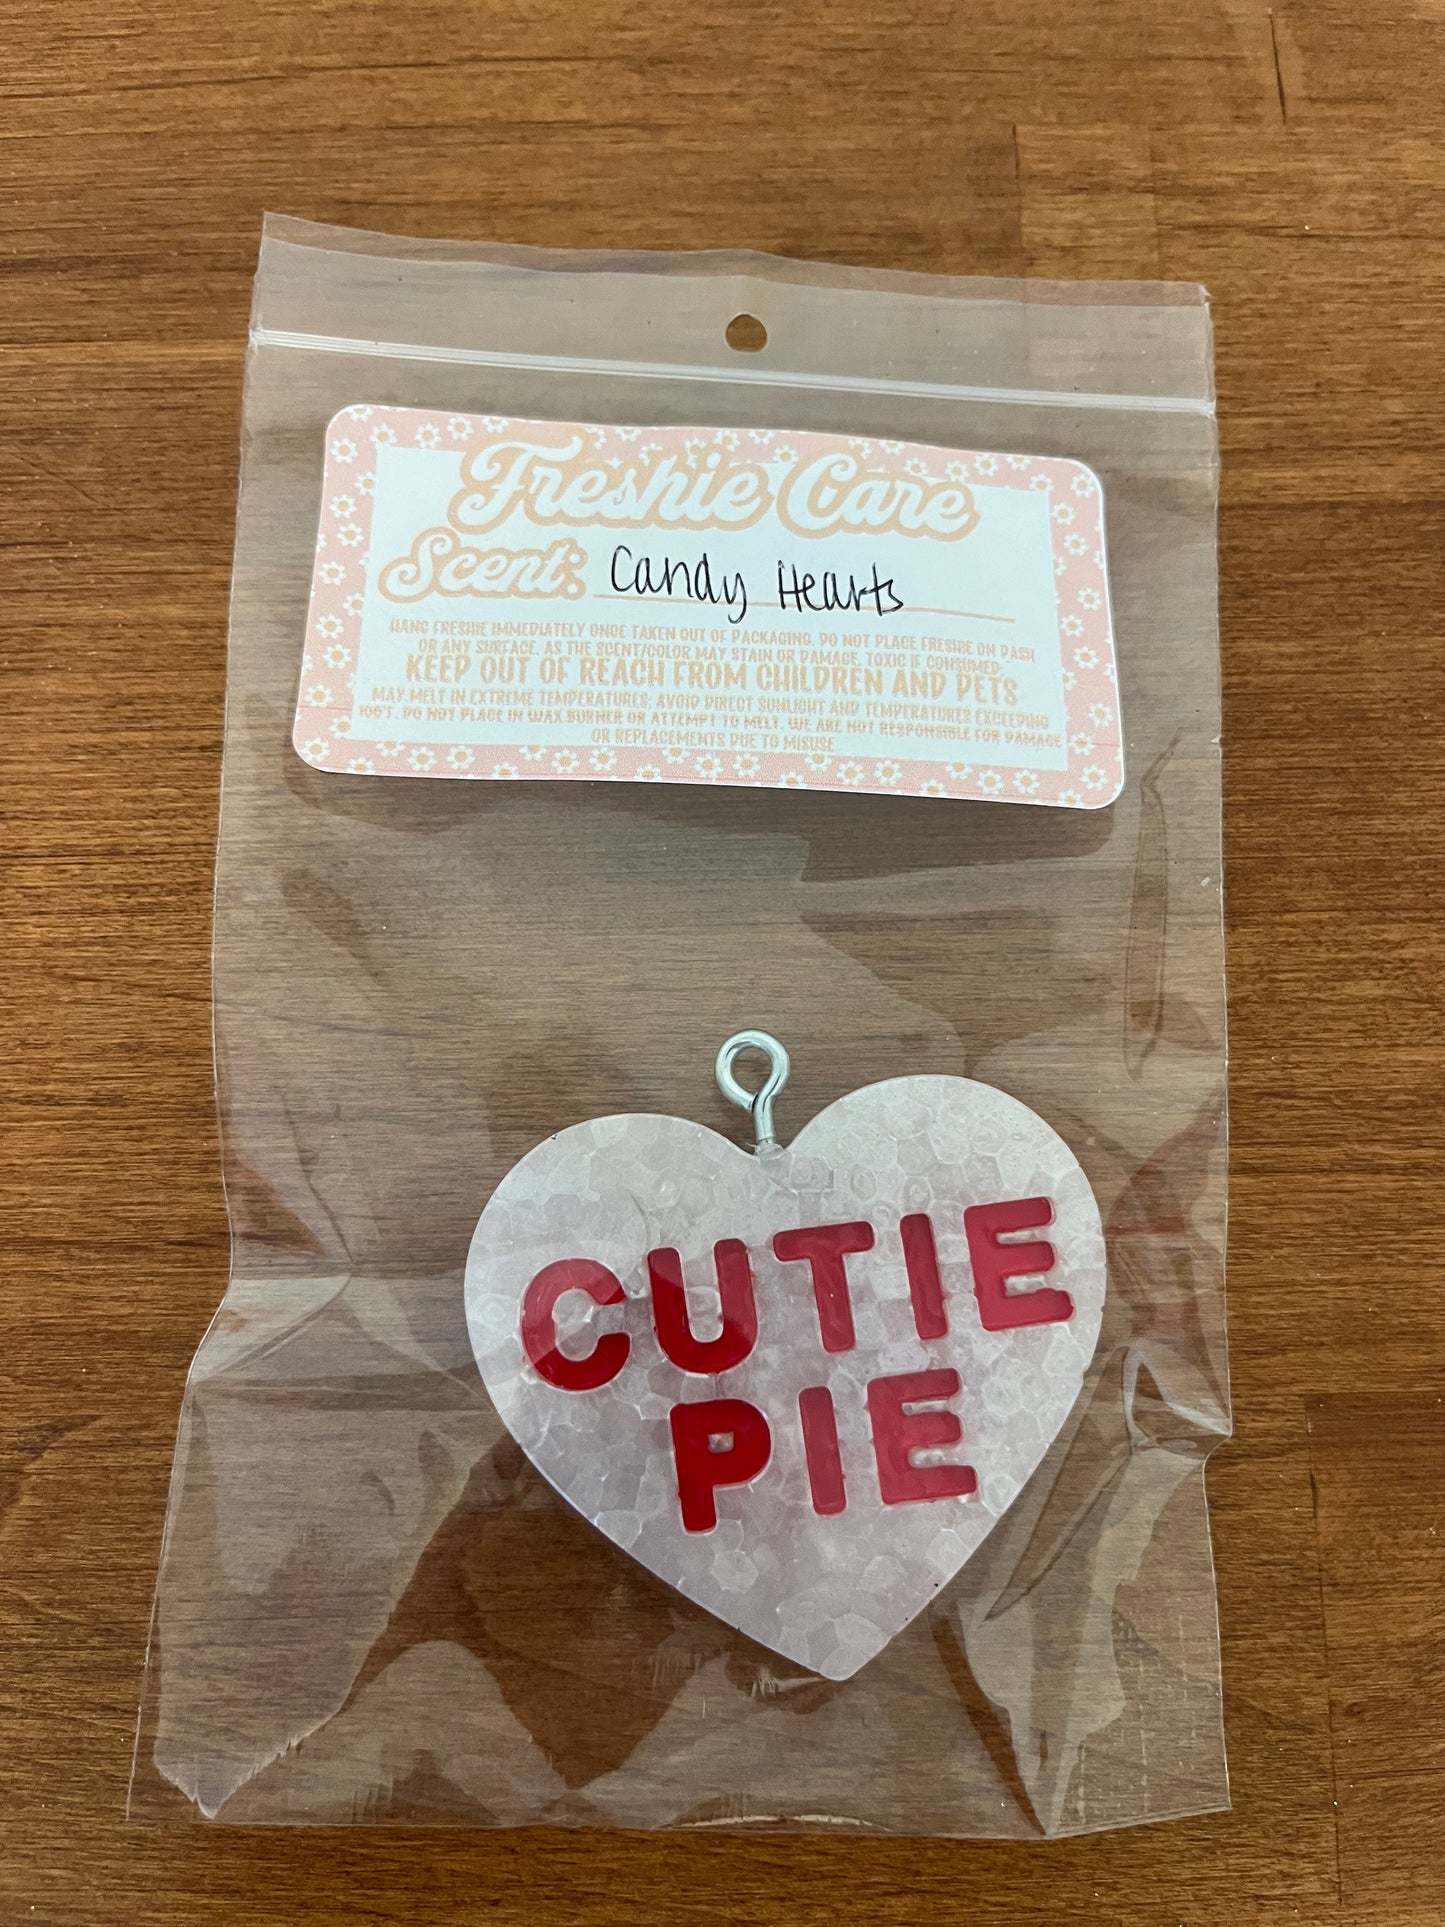 Freshie Care
Scent: Candy Hearts
HANG FRESHIE IMMEDIATELY ONCE TAKEN OUT OF PACKAGING. DO NOT PLACE FRESHIE ON DASH
OR ANY SURFACE, AS THE SCENT/COLOR MAY STAIN OR DAMAGE. TOXIC IF CONSUMED-
KEEP OUT OF REACH FROM CHILDREN AND PETS
MAY MELT IN EXTREME TEMPERATURES; AVOID DIRECT SUNLIGHT AND TEMPERATURES EXCEEDING
100°F. DO NOT PLACE IN WAX BURNER OR ATTEMPT TO MELT. WE ARE NOT RESPONSIBLE FOR DAMAGE
OR REPLACEMENTS DUE TO MISUSE
CUTIE
PIE